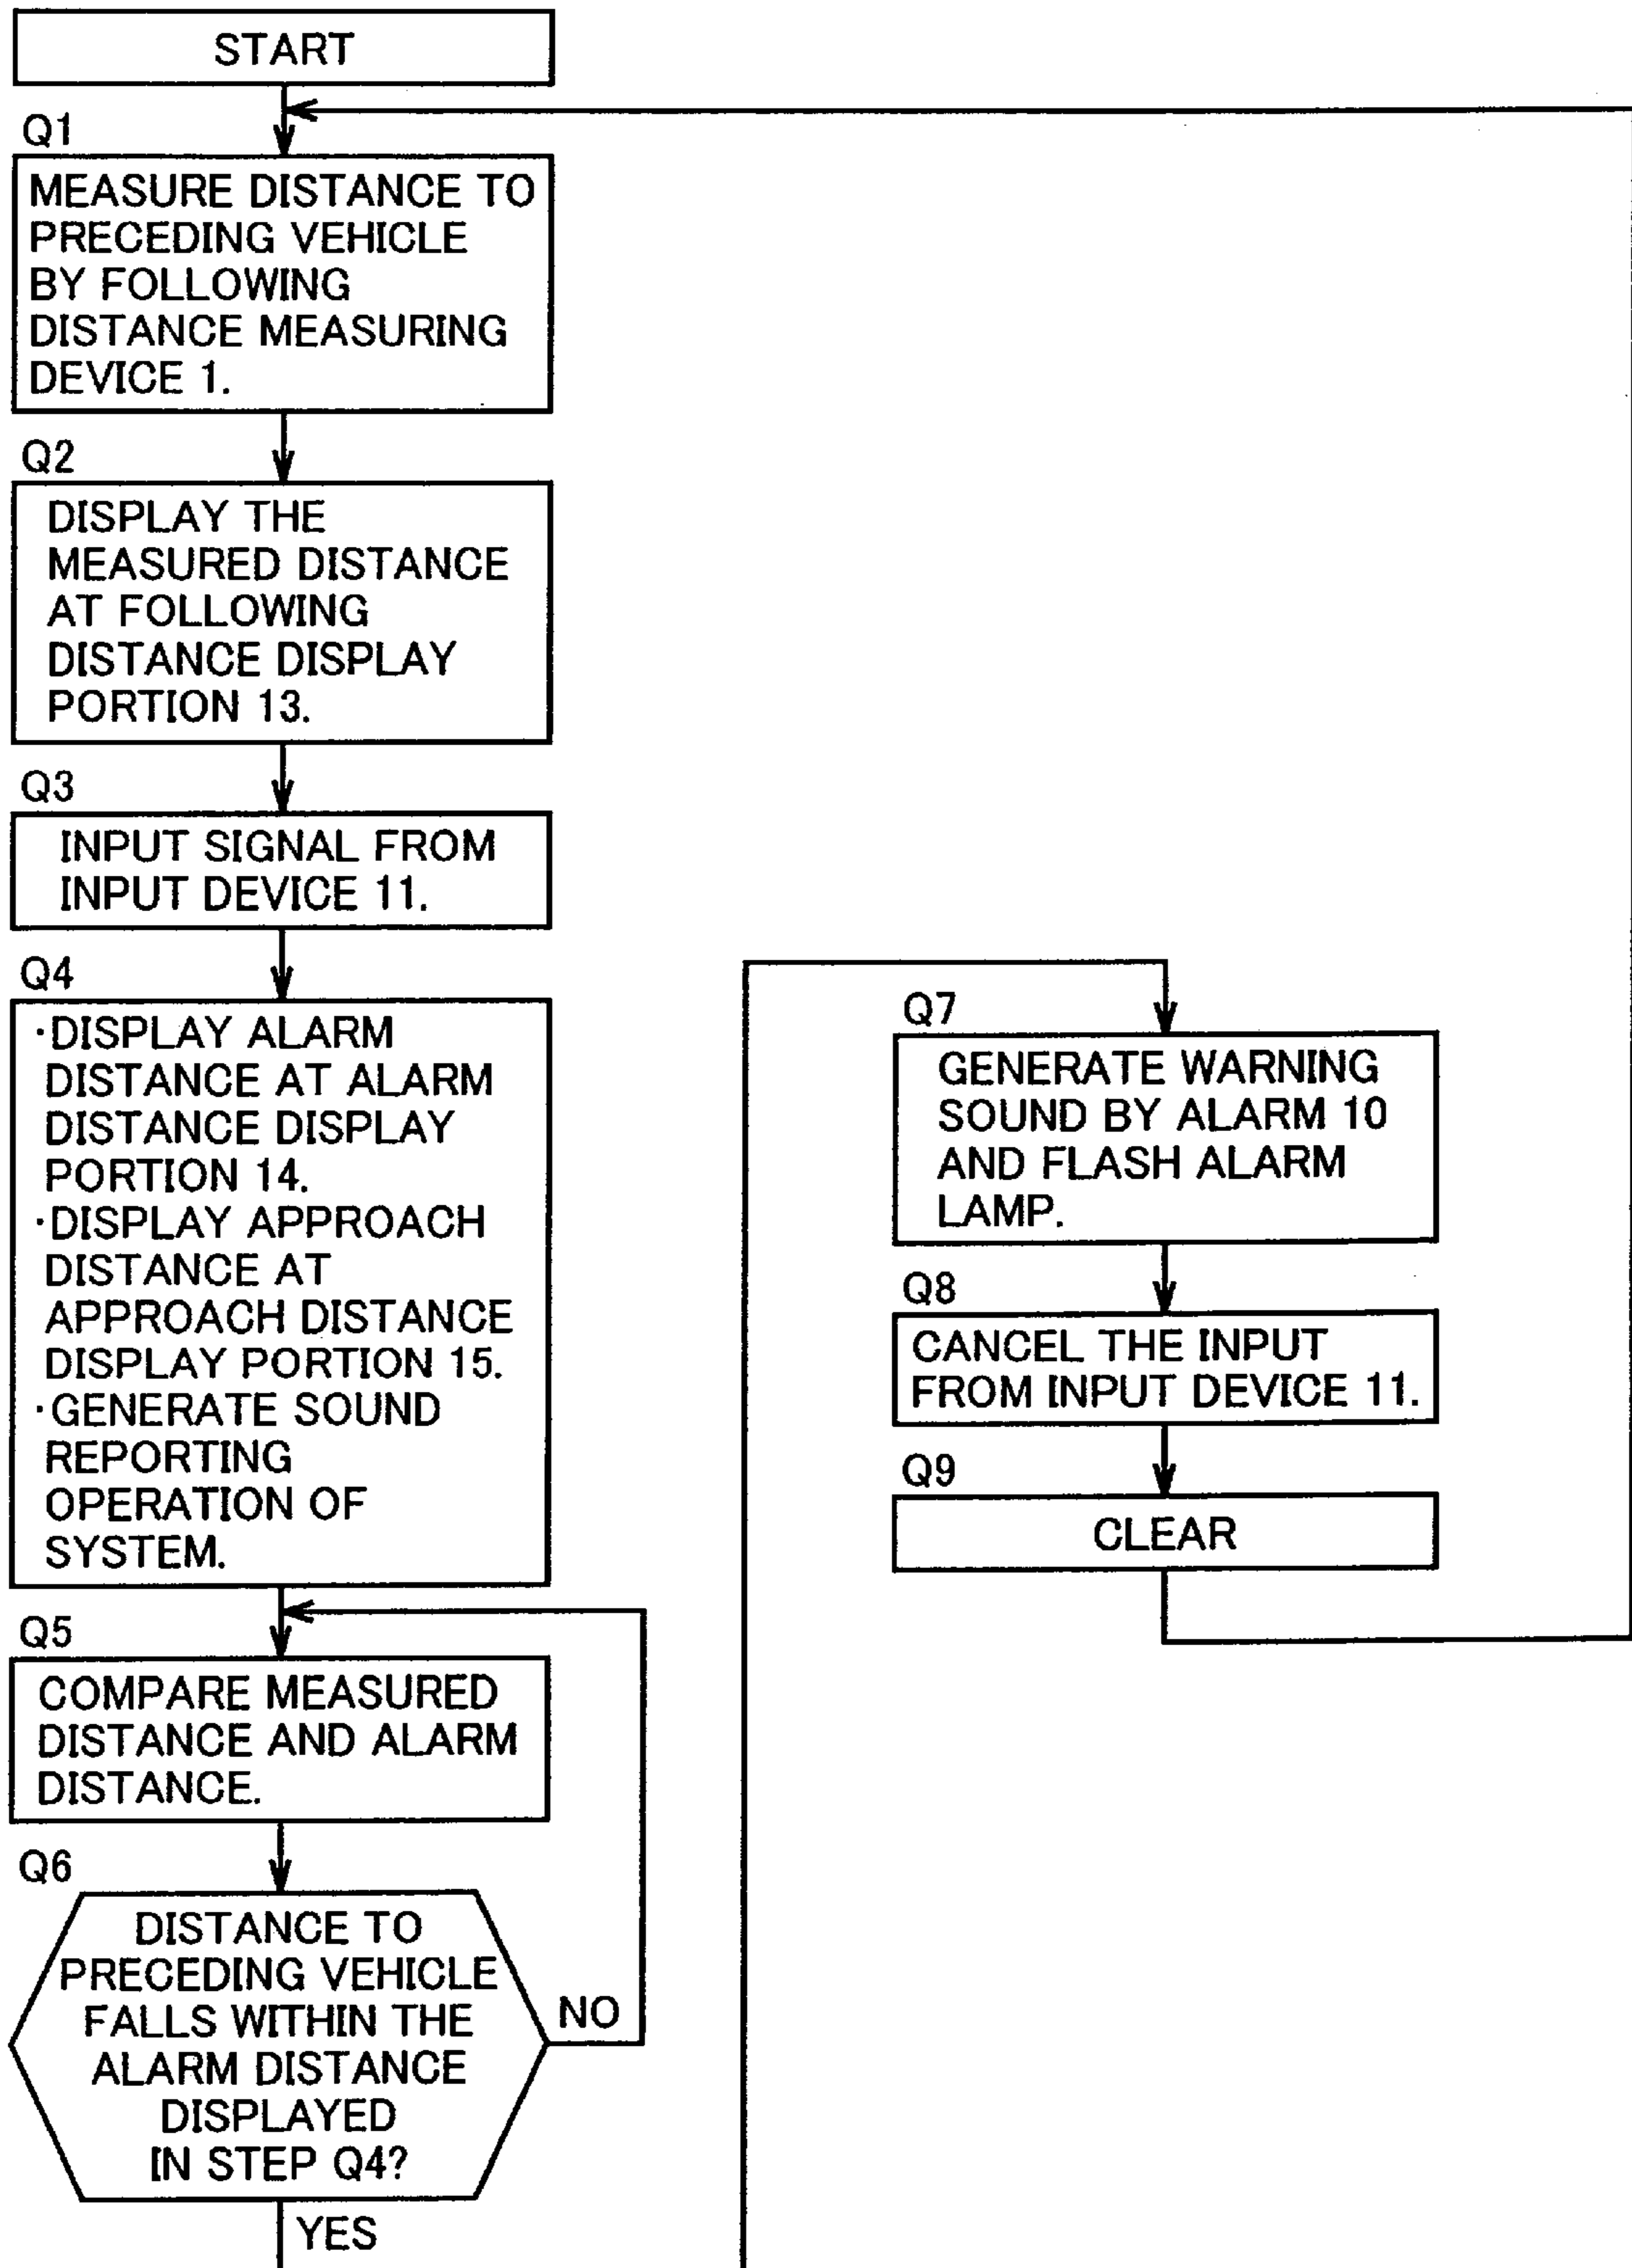 START
Q1
MEASURE DISTANCE TO
PRECEDING VEHICLE
BY FOLLOWING
DISTANCE MEASURING
DEVICE 1.
Q2
DISPLAY THE
MEASURED DISTANCE
AT FOLLOWING
DISTANCE DISPLAY
PORTION 13.
Q3
INPUT SIGNAL FROM
INPUT DEVICE 11.
Q4
·DISPLAY ALARM
DISTANCE AT ALARM
DISTANCE DISPLAY
PORTION 14.
·DISPLAY APPROACH
DISTANCE AT
APPROACH DISTANCE
DISPLAY PORTION 15.
·GENERATE SOUND
REPORTING
OPERATION OF
SYSTEM.
Q5
COMPARE MEASURED
DISTANCE AND ALARM
DISTANCE.
Q6
DISTANCE TO
PRECEDING VEHICLE
FALLS WITHIN THE
ALARM DISTANCE
DISPLAYED
IN STEP Q4?
NO
YES
Q7
GENERATE WARNING
SOUND BY ALARM 10
AND FLASH ALARM
LAMP.
Q8
CANCEL THE INPUT
FROM INPUT DEVICE 11.
Q9
CLEAR